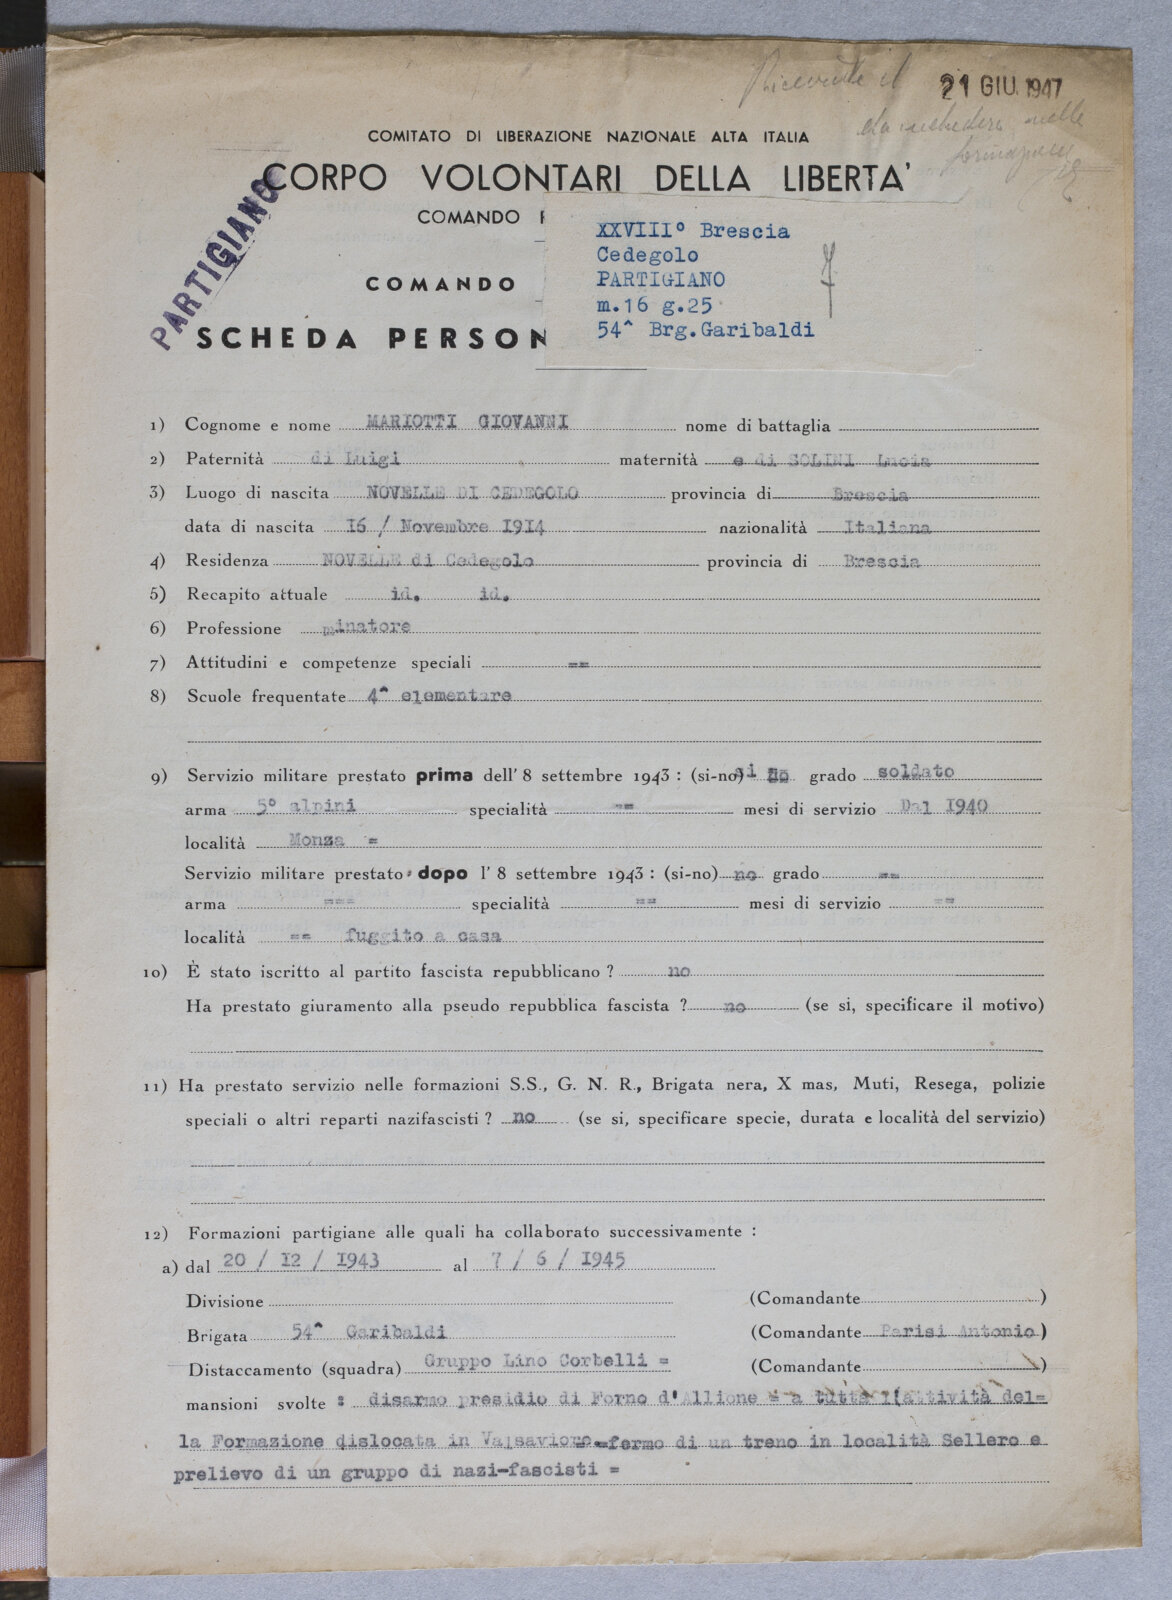 21 GIU. 1947
COMITATO DI LIBERAZIONE NAZIONALE ALTA ITALIA
CORPO VOLONTARI DELLA LIBERTA'
PARTIGIANO
COMANDO
XXVIII° Brescia
Cedegolo
PARTIGIANO
m.16 g.25
54^ Brg.Garibaldi
COMANDO
SCHEDA PERSON
1) Cognome e nome MARIOTTI GIOVANNI nome di battaglia
2) Paternità di Luigi maternità e di SOLINI Lucia
3) Luogo di nascita NOVELLE DI CEDEGOLO provincia di Brescia
data di nascita 16 / Novembre 1914 nazionalità Italiana
4) Residenza NOVELLE di Cedegolo provincia di Brescia
5) Recapito attuale id. id.
6) Professione minatore
7) Attitudini e competenze speciali ==
8) Scuole frequentate 4^ elementare
9) Servizio militare prestato prima dell' 8 settembre 1943 : (si-no) si no grado soldato
arma 5° alpini specialità == mesi di servizio Dal 1940
località Monza =
Servizio militare prestato dopo l' 8 settembre 1943 : (si-no) no grado ==
arma === specialità == mesi di servizio ==
località == fuggito a casa
10) È stato iscritto al partito fascista repubblicano ? no
Ha prestato giuramento alla pseudo repubblica fascista ? no (se si, specificare il motivo)
11) Ha prestato servizio nelle formazioni S.S., G. N. R., Brigata nera, X mas, Muti, Resega, polizie
speciali o altri reparti nazifascisti ? no (se si, specificare specie, durata e località del servizio)
12) Formazioni partigiane alle quali ha collaborato successivamente :
a) dal 20 / 12 / 1943 al 7 / 6 / 1945
Divisione (Comandante )
Brigata 54^ Garibaldi (Comandante Parisi Antonio)
Distaccamento (squadra) Gruppo Lino Corbelli = (Comandante )
mansioni svolte : disarmo presidio di Forno d'Allione = a tutta l'attività del=
la Formazione dislocata in Valsaviore =fermo di un treno in località Sellero e
prelievo di un gruppo di nazi-fascisti =